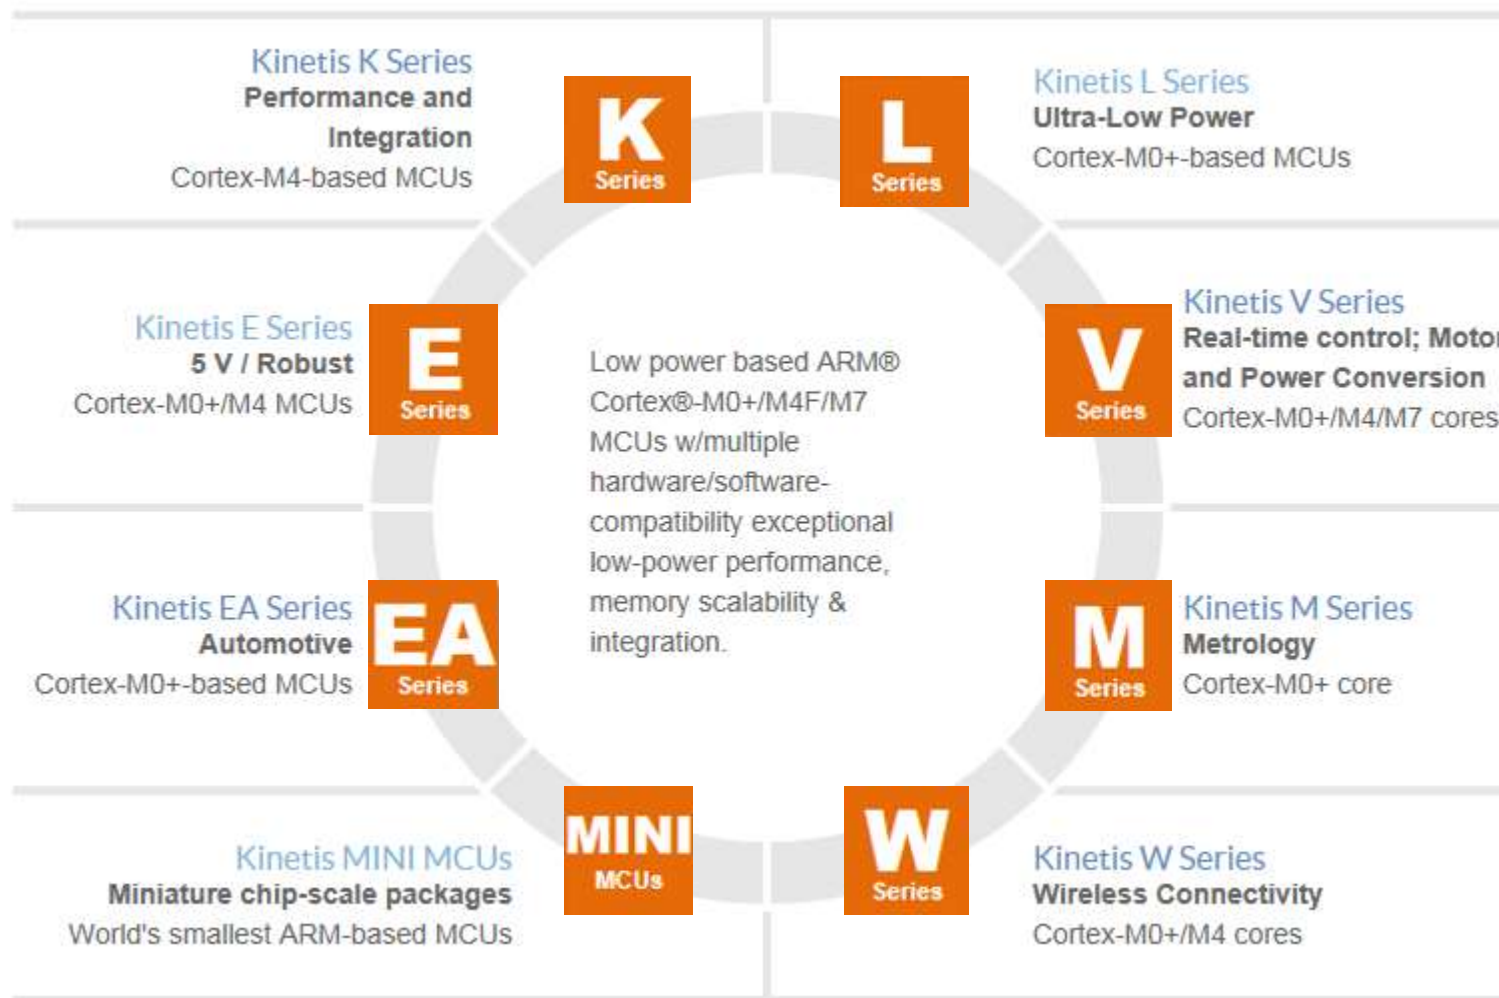 Kinetis K Series
Performance and
Integration
Cortex-M4-based MCUs
K
Series
L
Series
Kinetis L Series
Ultra-Low Power
Cortex-M0+-based MCUs
Kinetis E Series
5 V / Robust
Cortex-M0+/M4 MCUs
E
Series
Low power based ARM®
Cortex®-M0+/M4F/M7
MCUs w/multiple
hardware/software-
compatibility exceptional
low-power performance,
memory scalability &
integration.
V
Series
Kinetis V Series
Real-time control; Motor
and Power Conversion
Cortex-M0+/M4/M7 cores
Kinetis EA Series
Automotive
Cortex-M0+-based MCUs
EA
Series
M
Series
Kinetis M Series
Metrology
Cortex-M0+ core
Kinetis MINI MCUs
Miniature chip-scale packages
World's smallest ARM-based MCUs
MINI
MCUs
W
Series
Kinetis W Series
Wireless Connectivity
Cortex-M0+/M4 cores